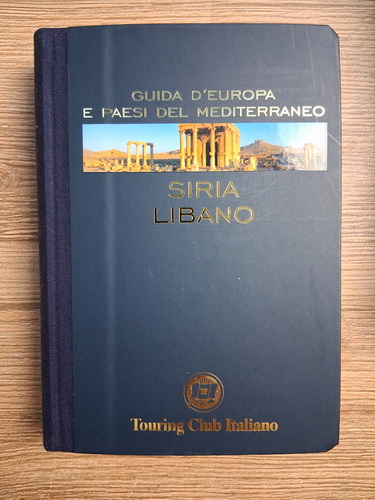 GUIDA D'EUROPA
E PAESI DEL MEDITERRANEO
SIRIA
LIBANO
Touring Club Italiano